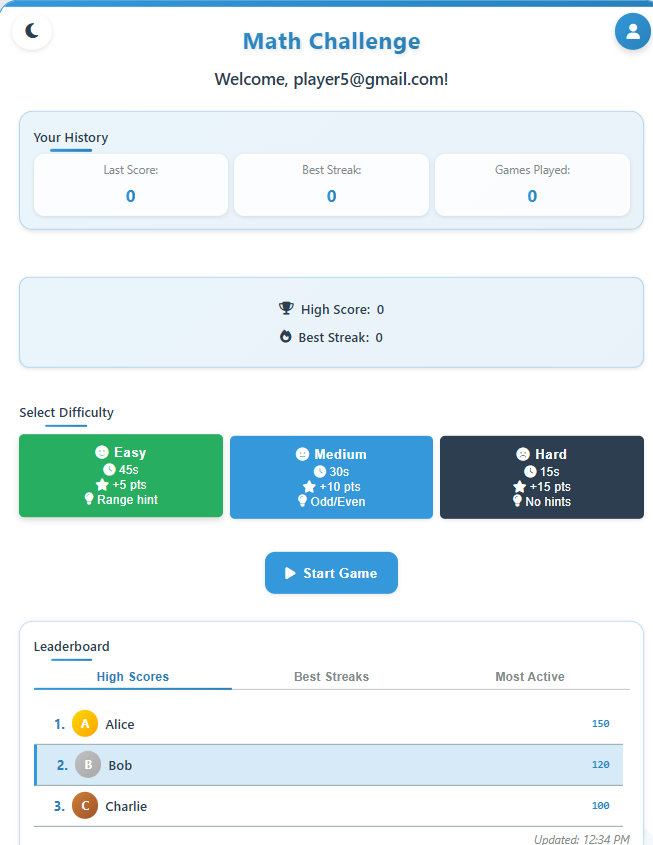 Math Challenge
Welcome, player5@gmail.com!
Your History
Last Score:
0
Best Streak:
0
Games Played:
0
High Score: 0
Best Streak: 0
Select Difficulty
Easy
45s
+5 pts
Range hint
Medium
30s
+10 pts
Odd/Even
Hard
15s
+15 pts
No hints
Start Game
Leaderboard
High Scores Best Streaks Most Active
1. A Alice 150
2. B Bob 120
3. C Charlie 100
Updated: 12:34 PM